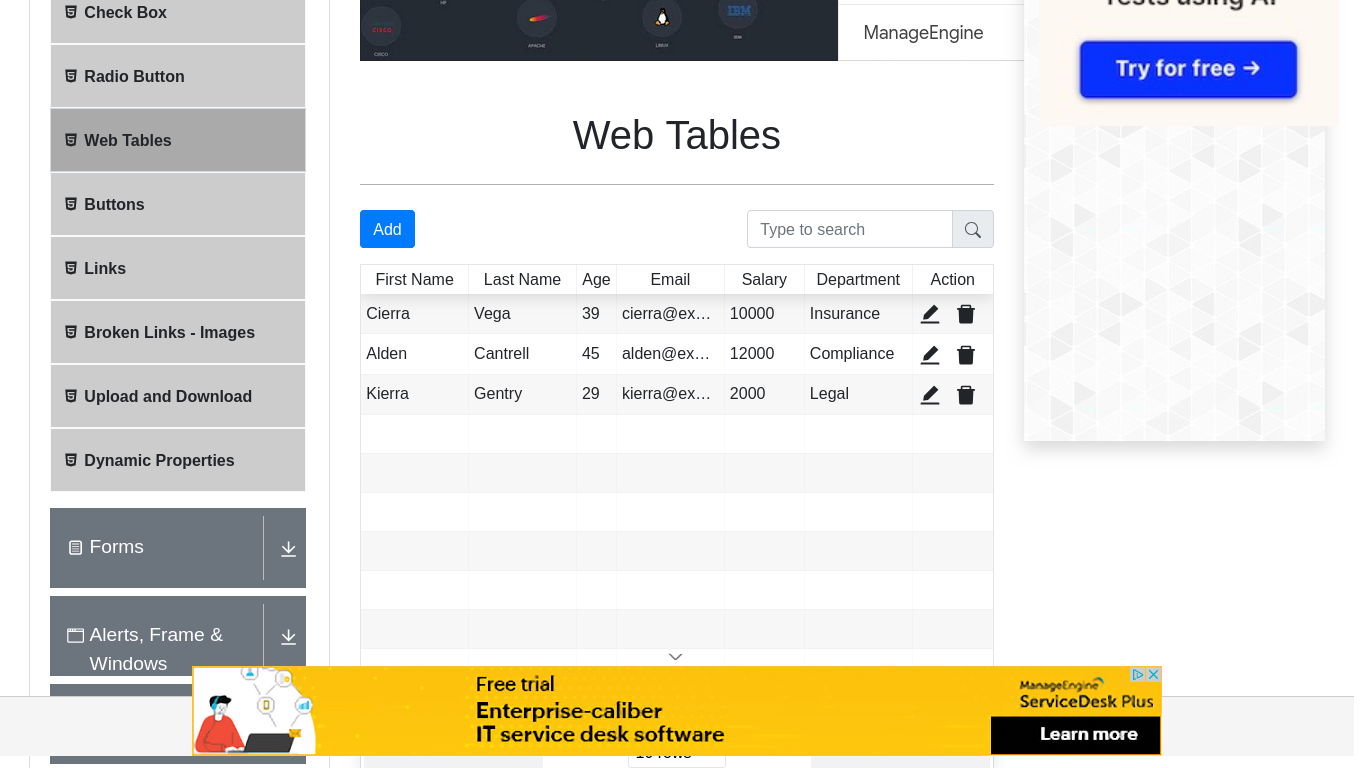 Check Box
Radio Button
Web Tables
Buttons
Links
Broken Links - Images
Upload and Download
Dynamic Properties
Forms
Alerts, Frame &
Windows
CISCO
CISCO
HP
APACHE
LINUX
IBM
IBM
ManageEngine
Web Tables
Add
Type to search
First Name Last Name Age Email Salary Department Action
Cierra Vega 39 cierra@ex… 10000 Insurance
Alden Cantrell 45 alden@ex… 12000 Compliance
Kierra Gentry 29 kierra@ex… 2000 Legal
Tests using AI
Try for free →
Free trial
Enterprise-caliber
IT service desk software
ManageEngine
ServiceDesk Plus
Learn more
10 rows